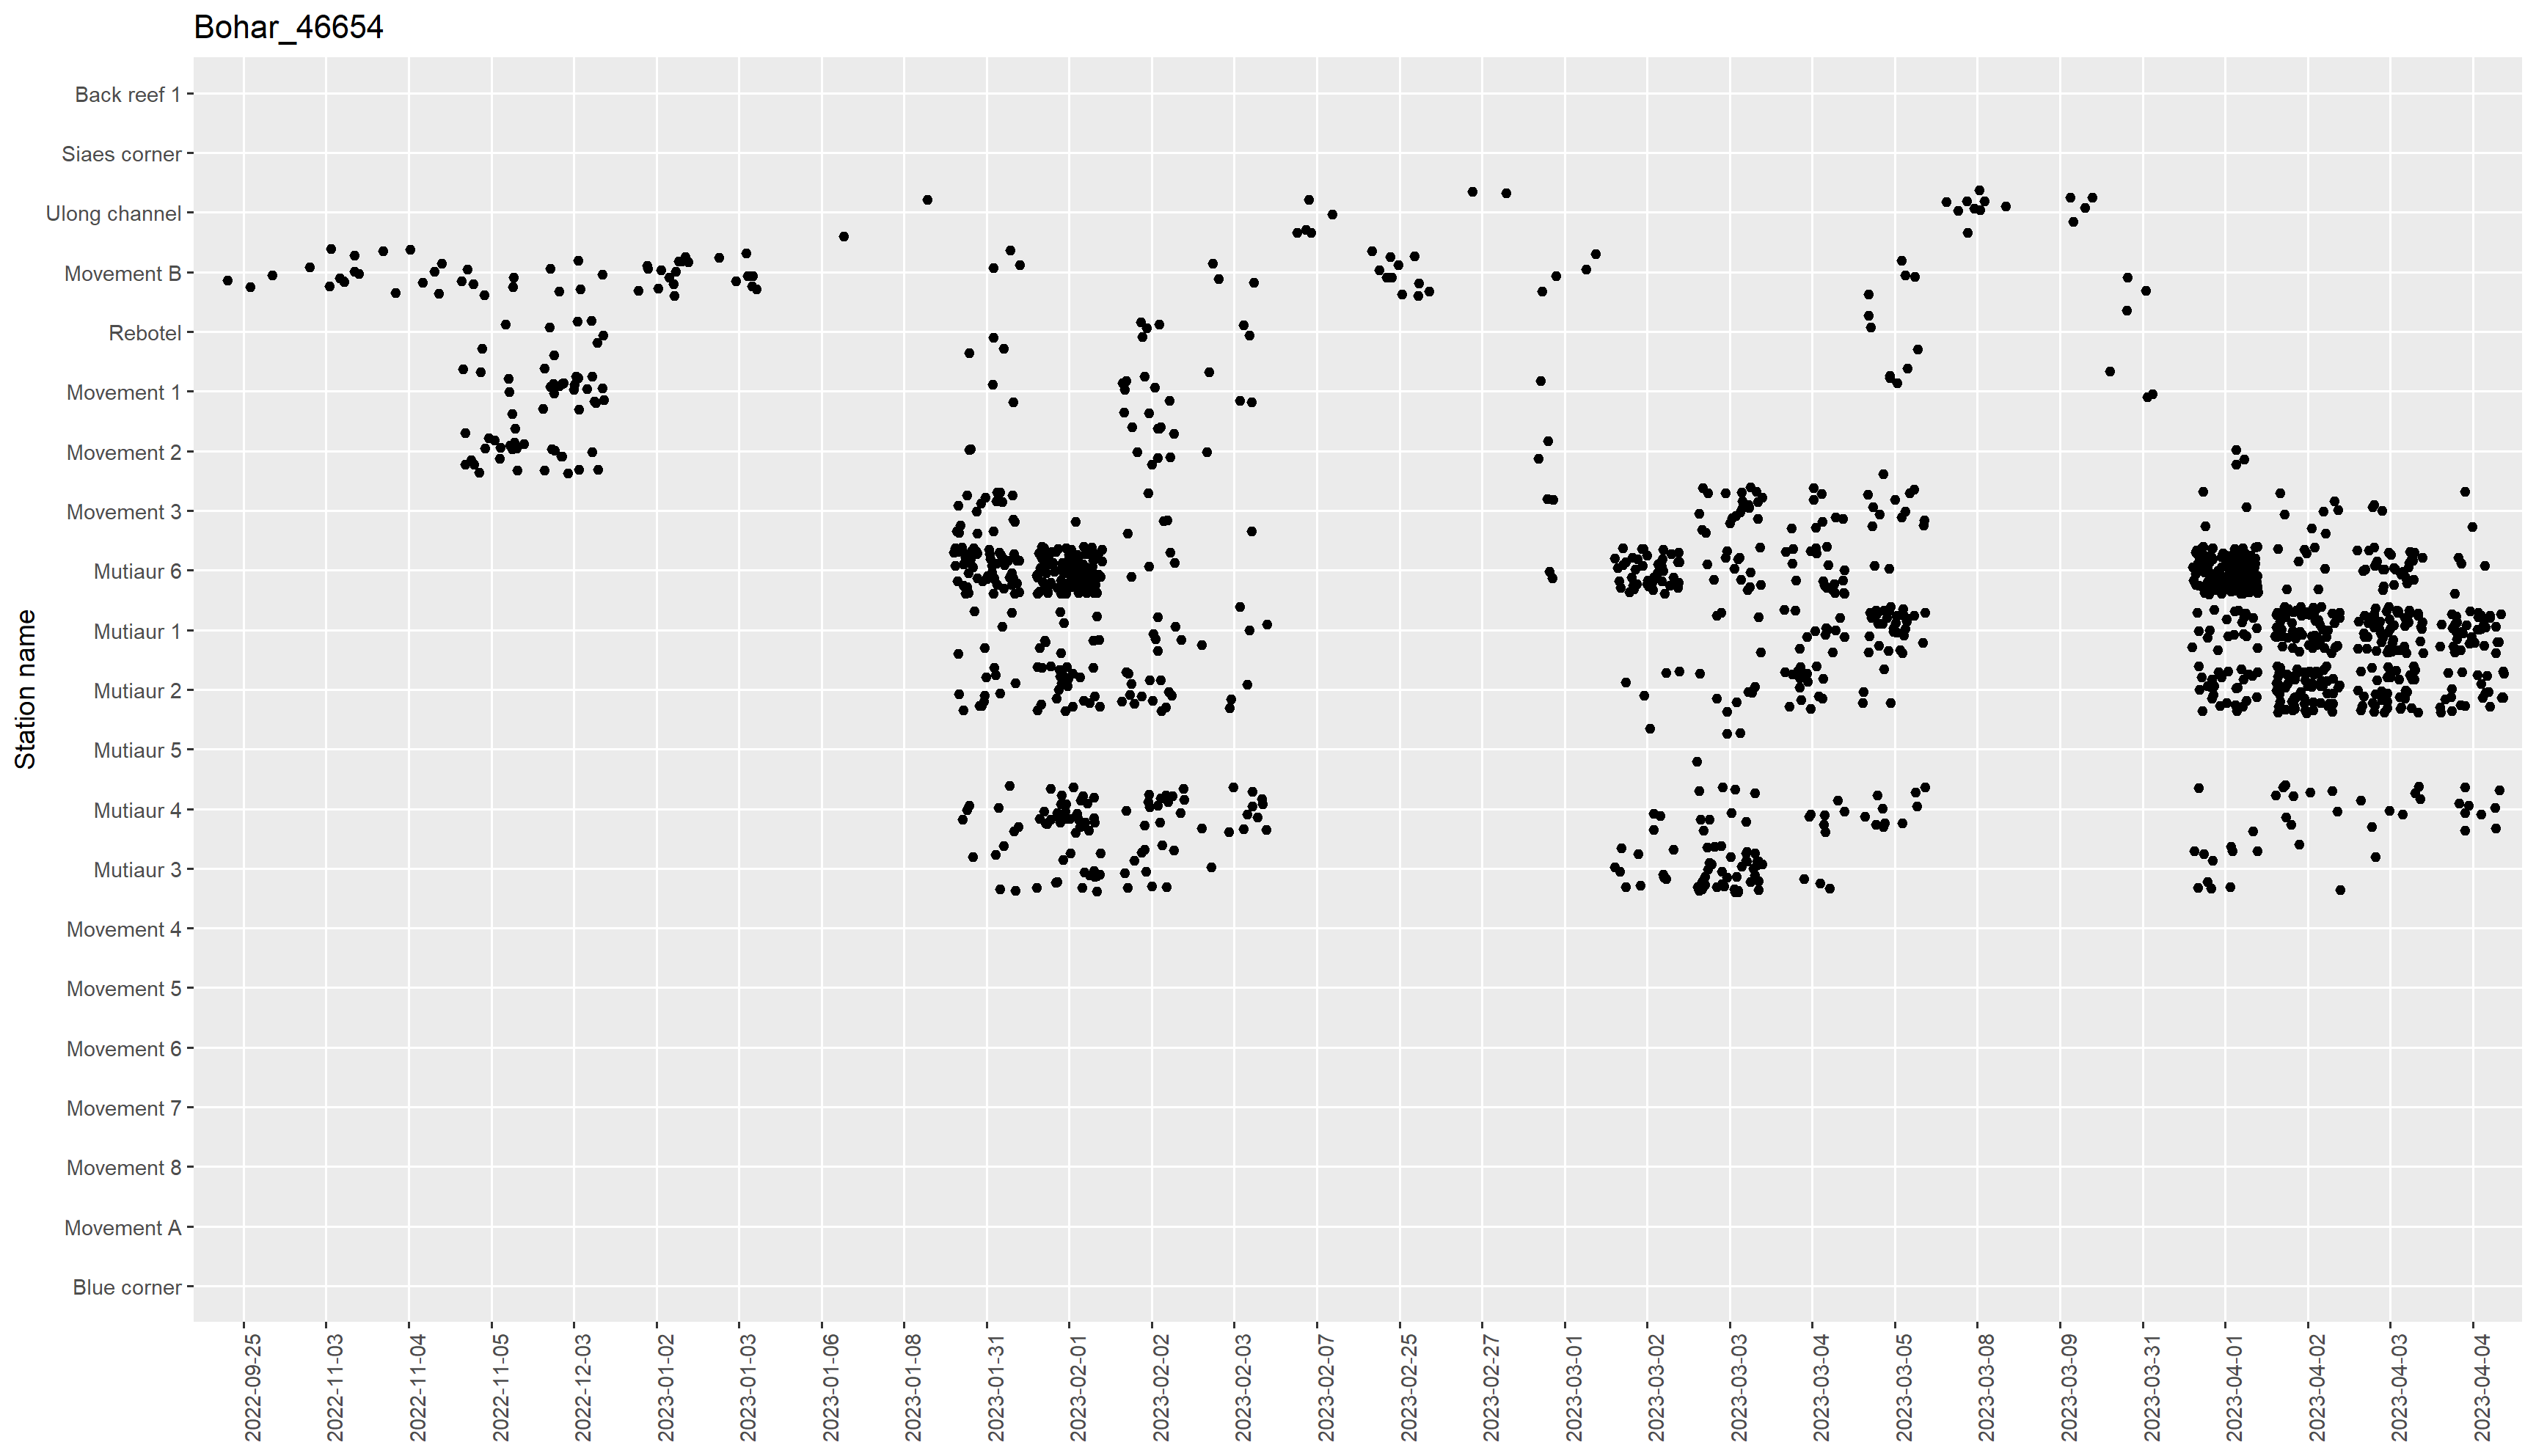 Bohar_46654
Back reef 1
Siaes corner
Ulong channel
Movement B
Rebotel
Movement 1
Movement 2
Movement 3
Mutiaur 6
Mutiaur 1
Mutiaur 2
Mutiaur 5
Mutiaur 4
Mutiaur 3
Movement 4
Movement 5
Movement 6
Movement 7
Movement 8
Movement A
Blue corner
Station name
2022-09-25
2022-11-03
2022-11-04
2022-11-05
2022-12-03
2023-01-02
2023-01-03
2023-01-06
2023-01-08
2023-01-31
2023-02-01
2023-02-02
2023-02-03
2023-02-07
2023-02-25
2023-02-27
2023-03-01
2023-03-02
2023-03-03
2023-03-04
2023-03-05
2023-03-08
2023-03-09
2023-03-31
2023-04-01
2023-04-02
2023-04-03
2023-04-04